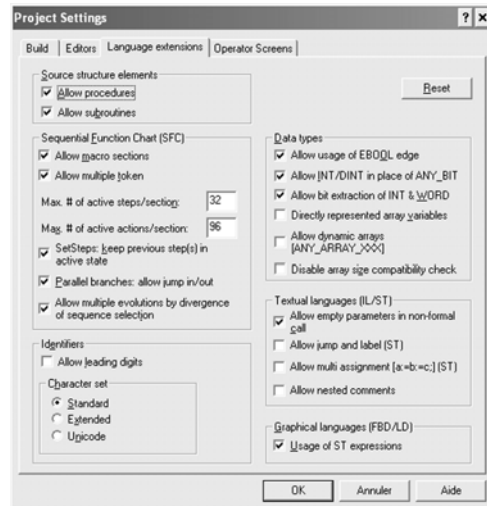 Project Settings
Build
Editors
Language extensions
Operator Screens
Source structure elements
Allow procedures
Allow subroutines
Reset
Sequential Function Chart (SFC)
Allow macro sections
Allow multiple token
Max. # of active steps/section:
32
Max. # of active actions/section:
96
SetSteps: keep previous step(s) in
active state
Parallel branches: allow jump in/out
Allow multiple evolutions by divergence
of sequence selection
Identifiers
Allow leading digits
Character set
Standard
Extended
Unicode
Data types
Allow usage of EBOOL edge
Allow INT/DINT in place of ANY_BIT
Allow bit extraction of INT & WORD
Directly represented array variables
Allow dynamic arrays
[ANY_ARRAY_XXX]
Disable array size compatibility check
Textual languages (IL/ST)
Allow empty parameters in non-formal
call
Allow jump and label (ST)
Allow multi assignment [a:=b:=c;] (ST)
Allow nested comments
Graphical languages (FBD/LD)
Usage of ST expressions
OK
Annuler
Aide